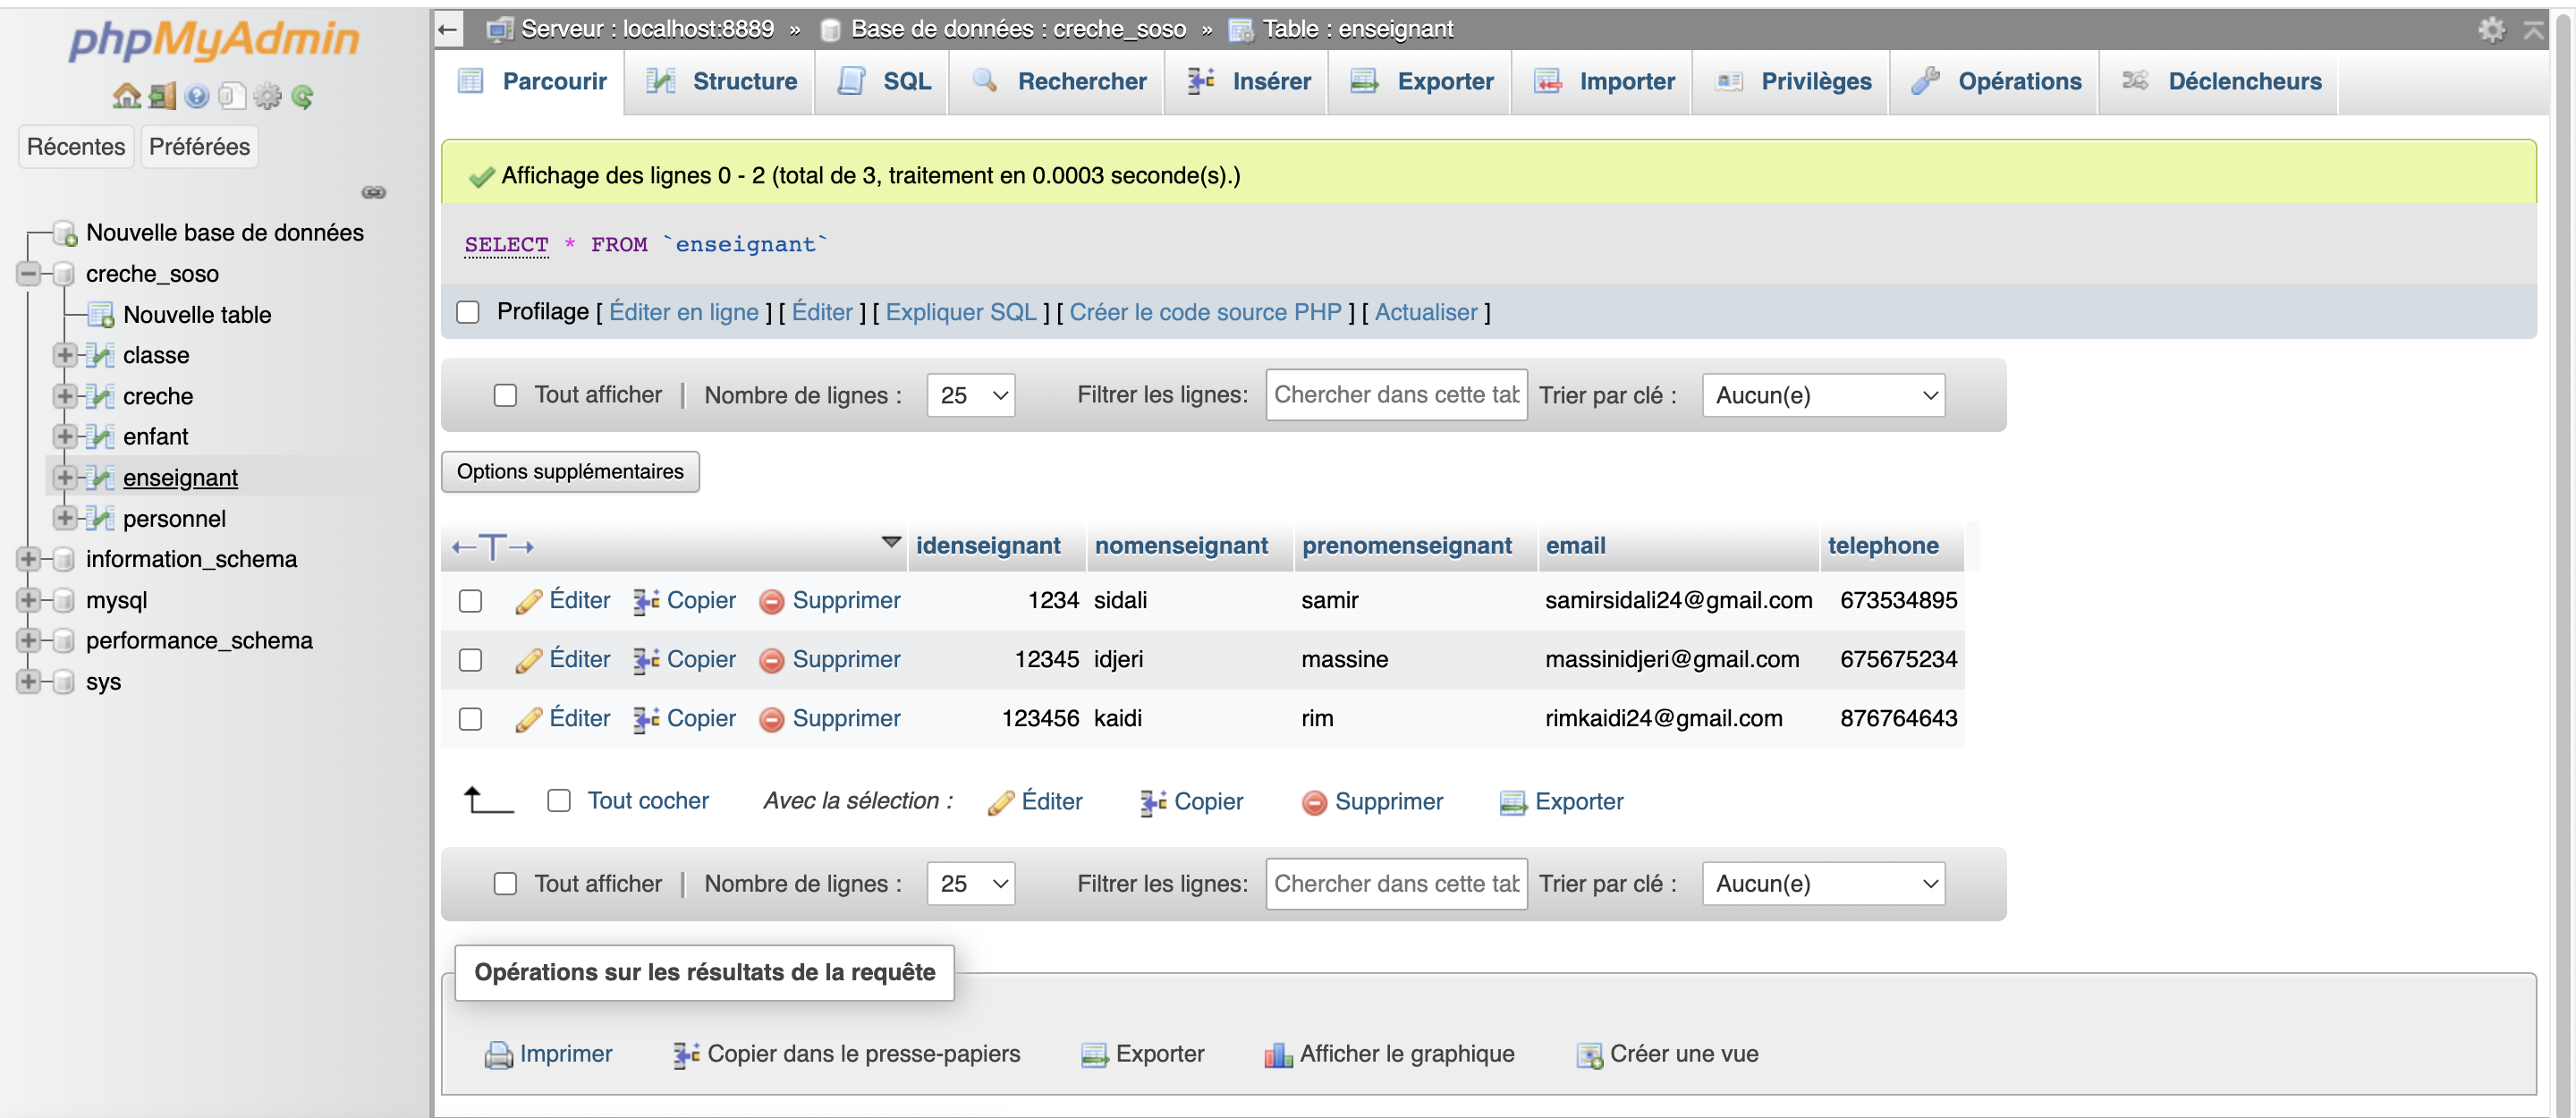 phpMyAdmin
Récentes Préférées
Nouvelle base de données
creche_soso
Nouvelle table
classe
creche
enfant
enseignant
personnel
information_schema
mysql
performance_schema
sys
Serveur : localhost:8889 » Base de données : creche_soso » Table : enseignant
Parcourir Structure SQL Rechercher Insérer Exporter Importer Privilèges Opérations Déclencheurs
Affichage des lignes 0 - 2 (total de 3, traitement en 0.0003 seconde(s).)
SELECT * FROM `enseignant`
Profilage [ Éditer en ligne ] [ Éditer ] [ Expliquer SQL ] [ Créer le code source PHP ] [ Actualiser ]
Tout afficher | Nombre de lignes : 25 Filtrer les lignes: Chercher dans cette tab Trier par clé : Aucun(e)
Options supplémentaires
idenseignant nomenseignant prenomenseignant email telephone
Éditer Copier Supprimer 1234 sidali samir samirsidali24@gmail.com 673534895
Éditer Copier Supprimer 12345 idjeri massine massinidjeri@gmail.com 675675234
Éditer Copier Supprimer 123456 kaidi rim rimkaidi24@gmail.com 876764643
Tout cocher Avec la sélection : Éditer Copier Supprimer Exporter
Tout afficher | Nombre de lignes : 25 Filtrer les lignes: Chercher dans cette tab Trier par clé : Aucun(e)
Opérations sur les résultats de la requête
Imprimer Copier dans le presse-papiers Exporter Afficher le graphique Créer une vue